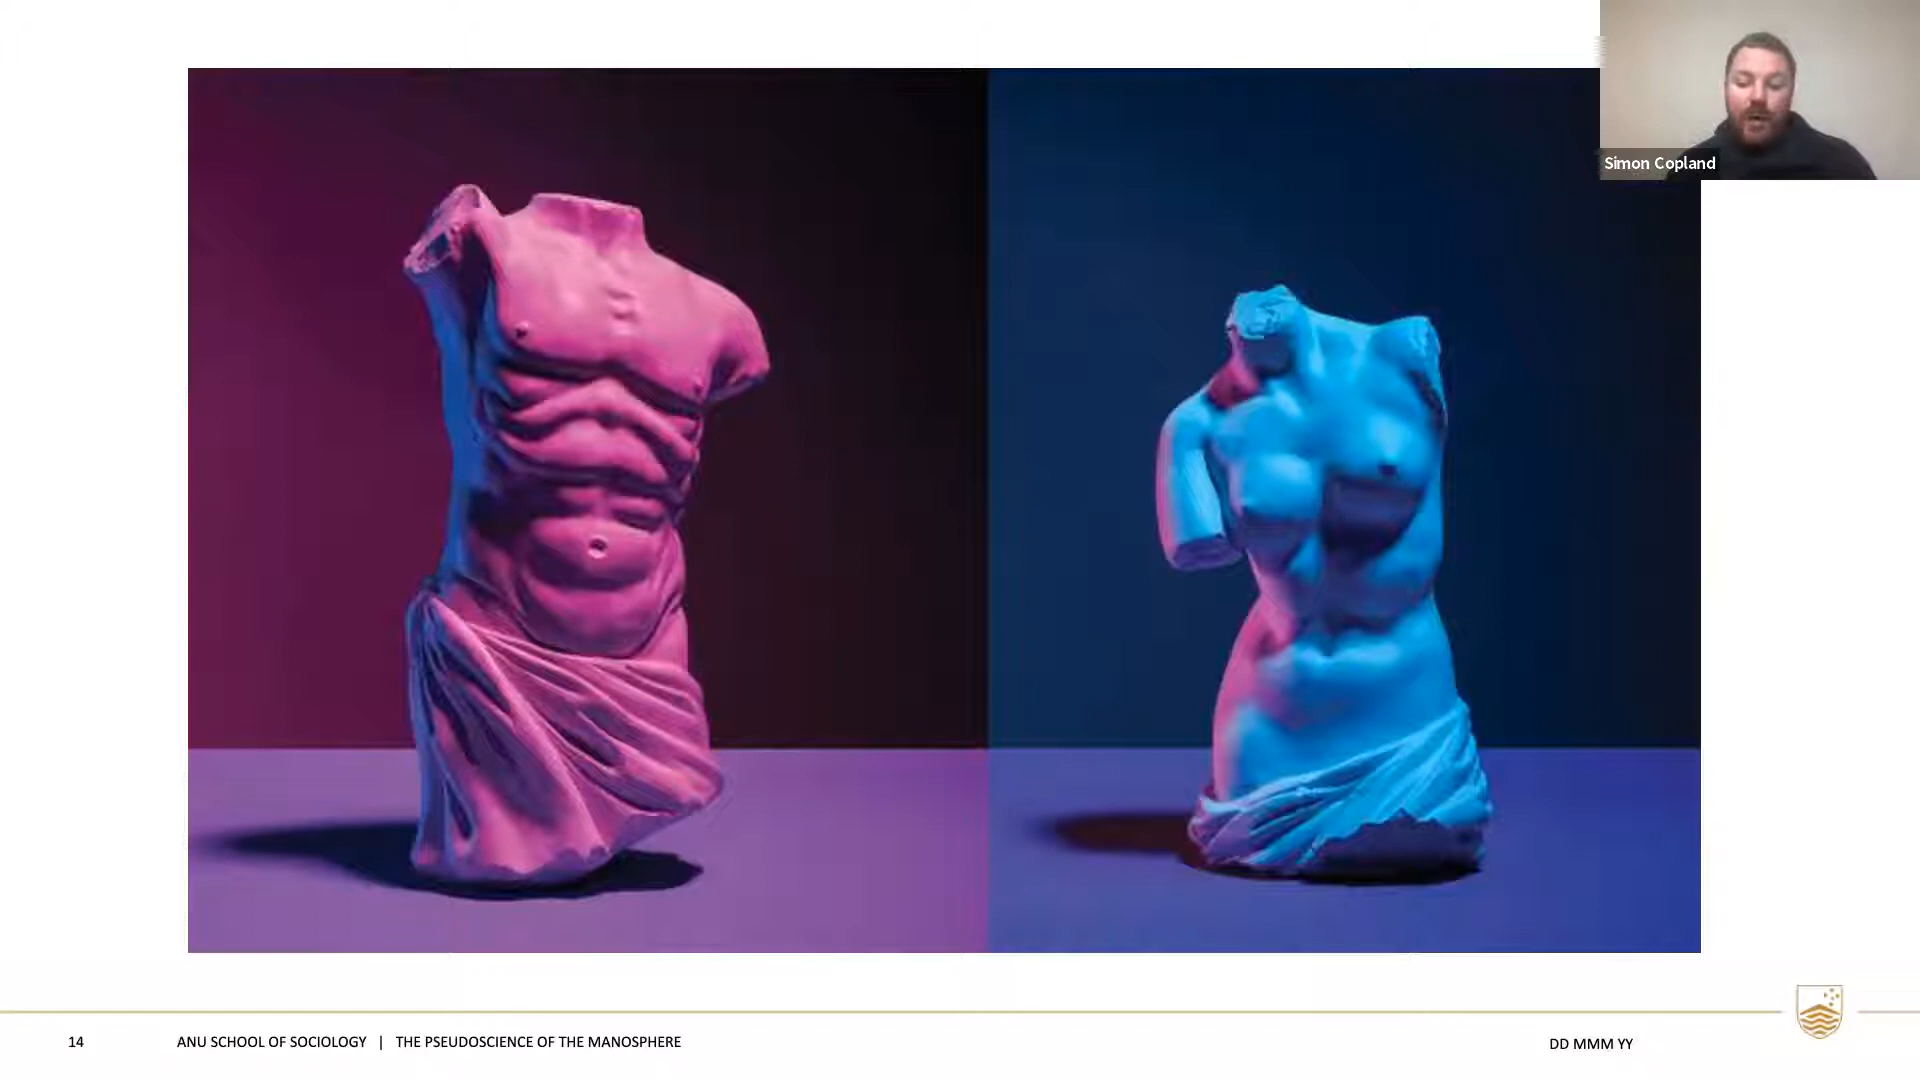 Simon Copland
14 ANU SCHOOL OF SOCIOLOGY | THE PSEUDOSCIENCE OF THE MANOSPHERE DD MMM YY